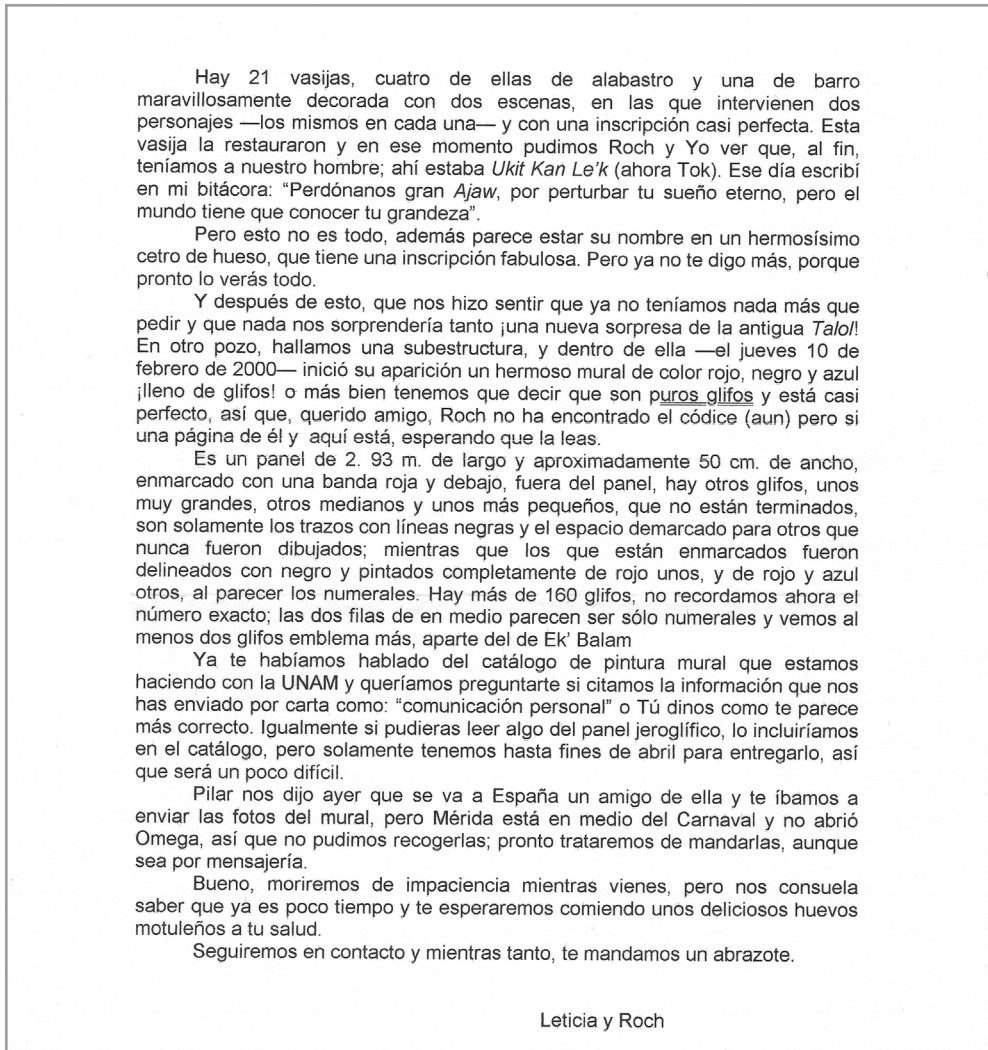 Hay 21 vasijas, cuatro de ellas de alabastro y una de barro
maravillosamente decorada con dos escenas, en las que intervienen dos
personajes —los mismos en cada una— y con una inscripción casi perfecta. Esta
vasija la restauraron y en ese momento pudimos Roch y Yo ver que, al fin,
teníamos a nuestro hombre; ahí estaba Ukit Kan Le'k (ahora Tok). Ese día escribí
en mi bitácora: “Perdónanos gran Ajaw, por perturbar tu sueño eterno, pero el
mundo tiene que conocer tu grandeza”.
Pero esto no es todo, además parece estar su nombre en un hermosísimo
cetro de hueso, que tiene una inscripción fabulosa. Pero ya no te digo más, porque
pronto lo verás todo.
Y después de esto, que nos hizo sentir que ya no teníamos nada más que
pedir y que nada nos sorprendería tanto ¡una nueva sorpresa de la antigua Talol!
En otro pozo, hallamos una subestructura, y dentro de ella —el jueves 10 de
febrero de 2000— inició su aparición un hermoso mural de color rojo, negro y azul
¡lleno de glifos! o más bien tenemos que decir que son puros glifos y está casi
perfecto, así que, querido amigo, Roch no ha encontrado el códice (aun) pero si
una página de él y aquí está, esperando que la leas.
Es un panel de 2. 93 m. de largo y aproximadamente 50 cm. de ancho,
enmarcado con una banda roja y debajo, fuera del panel, hay otros glifos, unos
muy grandes, otros medianos y unos más pequeños, que no están terminados,
son solamente los trazos con líneas negras y el espacio demarcado para otros que
nunca fueron dibujados; mientras que los que están enmarcados fueron
delineados con negro y pintados completamente de rojo unos, y de rojo y azul
otros, al parecer los numerales. Hay más de 160 glifos, no recordamos ahora el
número exacto; las dos filas de en medio parecen ser sólo numerales y vemos al
menos dos glifos emblema más, aparte del de Ek' Balam
Ya te habíamos hablado del catálogo de pintura mural que estamos
haciendo con la UNAM y queríamos preguntarte si citamos la información que nos
has enviado por carta como: “comunicación personal” o Tú dinos como te parece
más correcto. Igualmente si pudieras leer algo del panel jeroglífico, lo incluiríamos
en el catálogo, pero solamente tenemos hasta fines de abril para entregarlo, así
que será un poco difícil.
Pilar nos dijo ayer que se va a España un amigo de ella y te íbamos a
enviar las fotos del mural, pero Mérida está en medio del Carnaval y no abrió
Omega, así que no pudimos recogerlas; pronto trataremos de mandarlas, aunque
sea por mensajería.
Bueno, moriremos de impaciencia mientras vienes, pero nos consuela
saber que ya es poco tiempo y te esperaremos comiendo unos deliciosos huevos
motuleños a tu salud.
Seguiremos en contacto y mientras tanto, te mandamos un abrazote.
Leticia y Roch